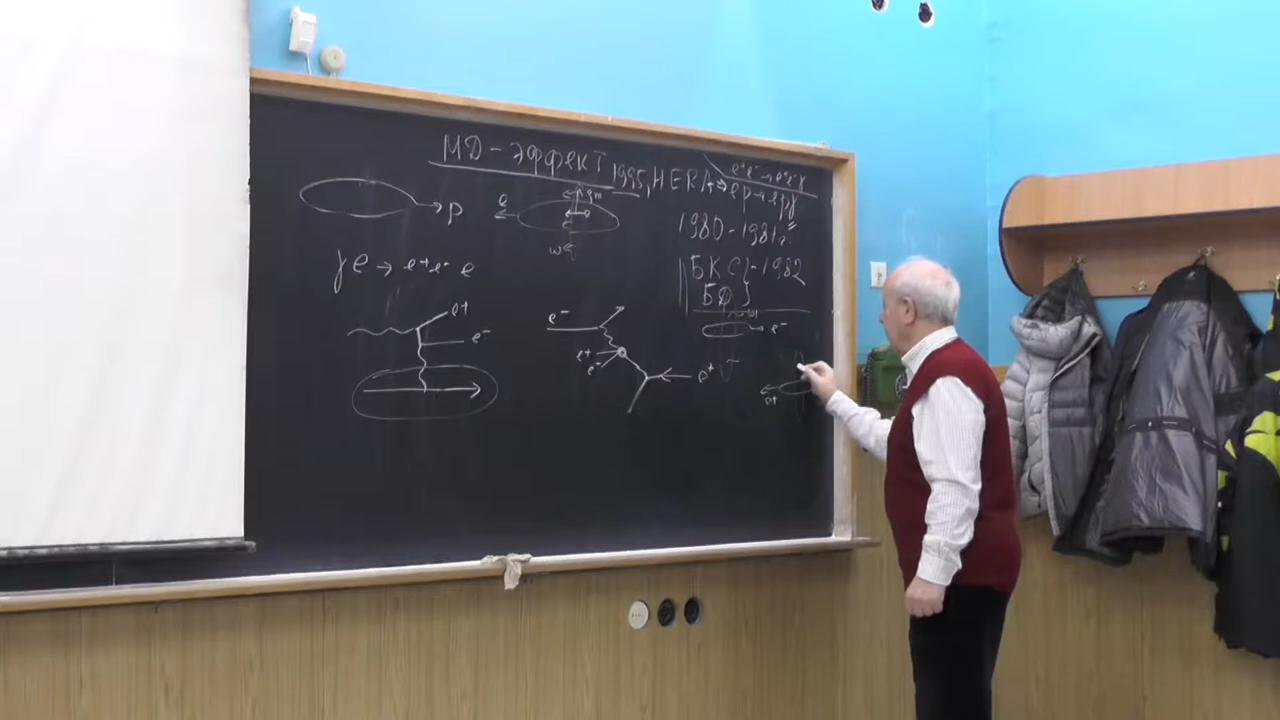 МД-эффект
1995, HERA → ep → epγ
e⁺e⁻ → e⁺e⁻γ
1980-1981г
p
e
БКС}-1982
БФ}
γe → e⁺e⁻ e
e⁺
e⁻
e⁻
e⁺
e⁻
e⁺
e⁻